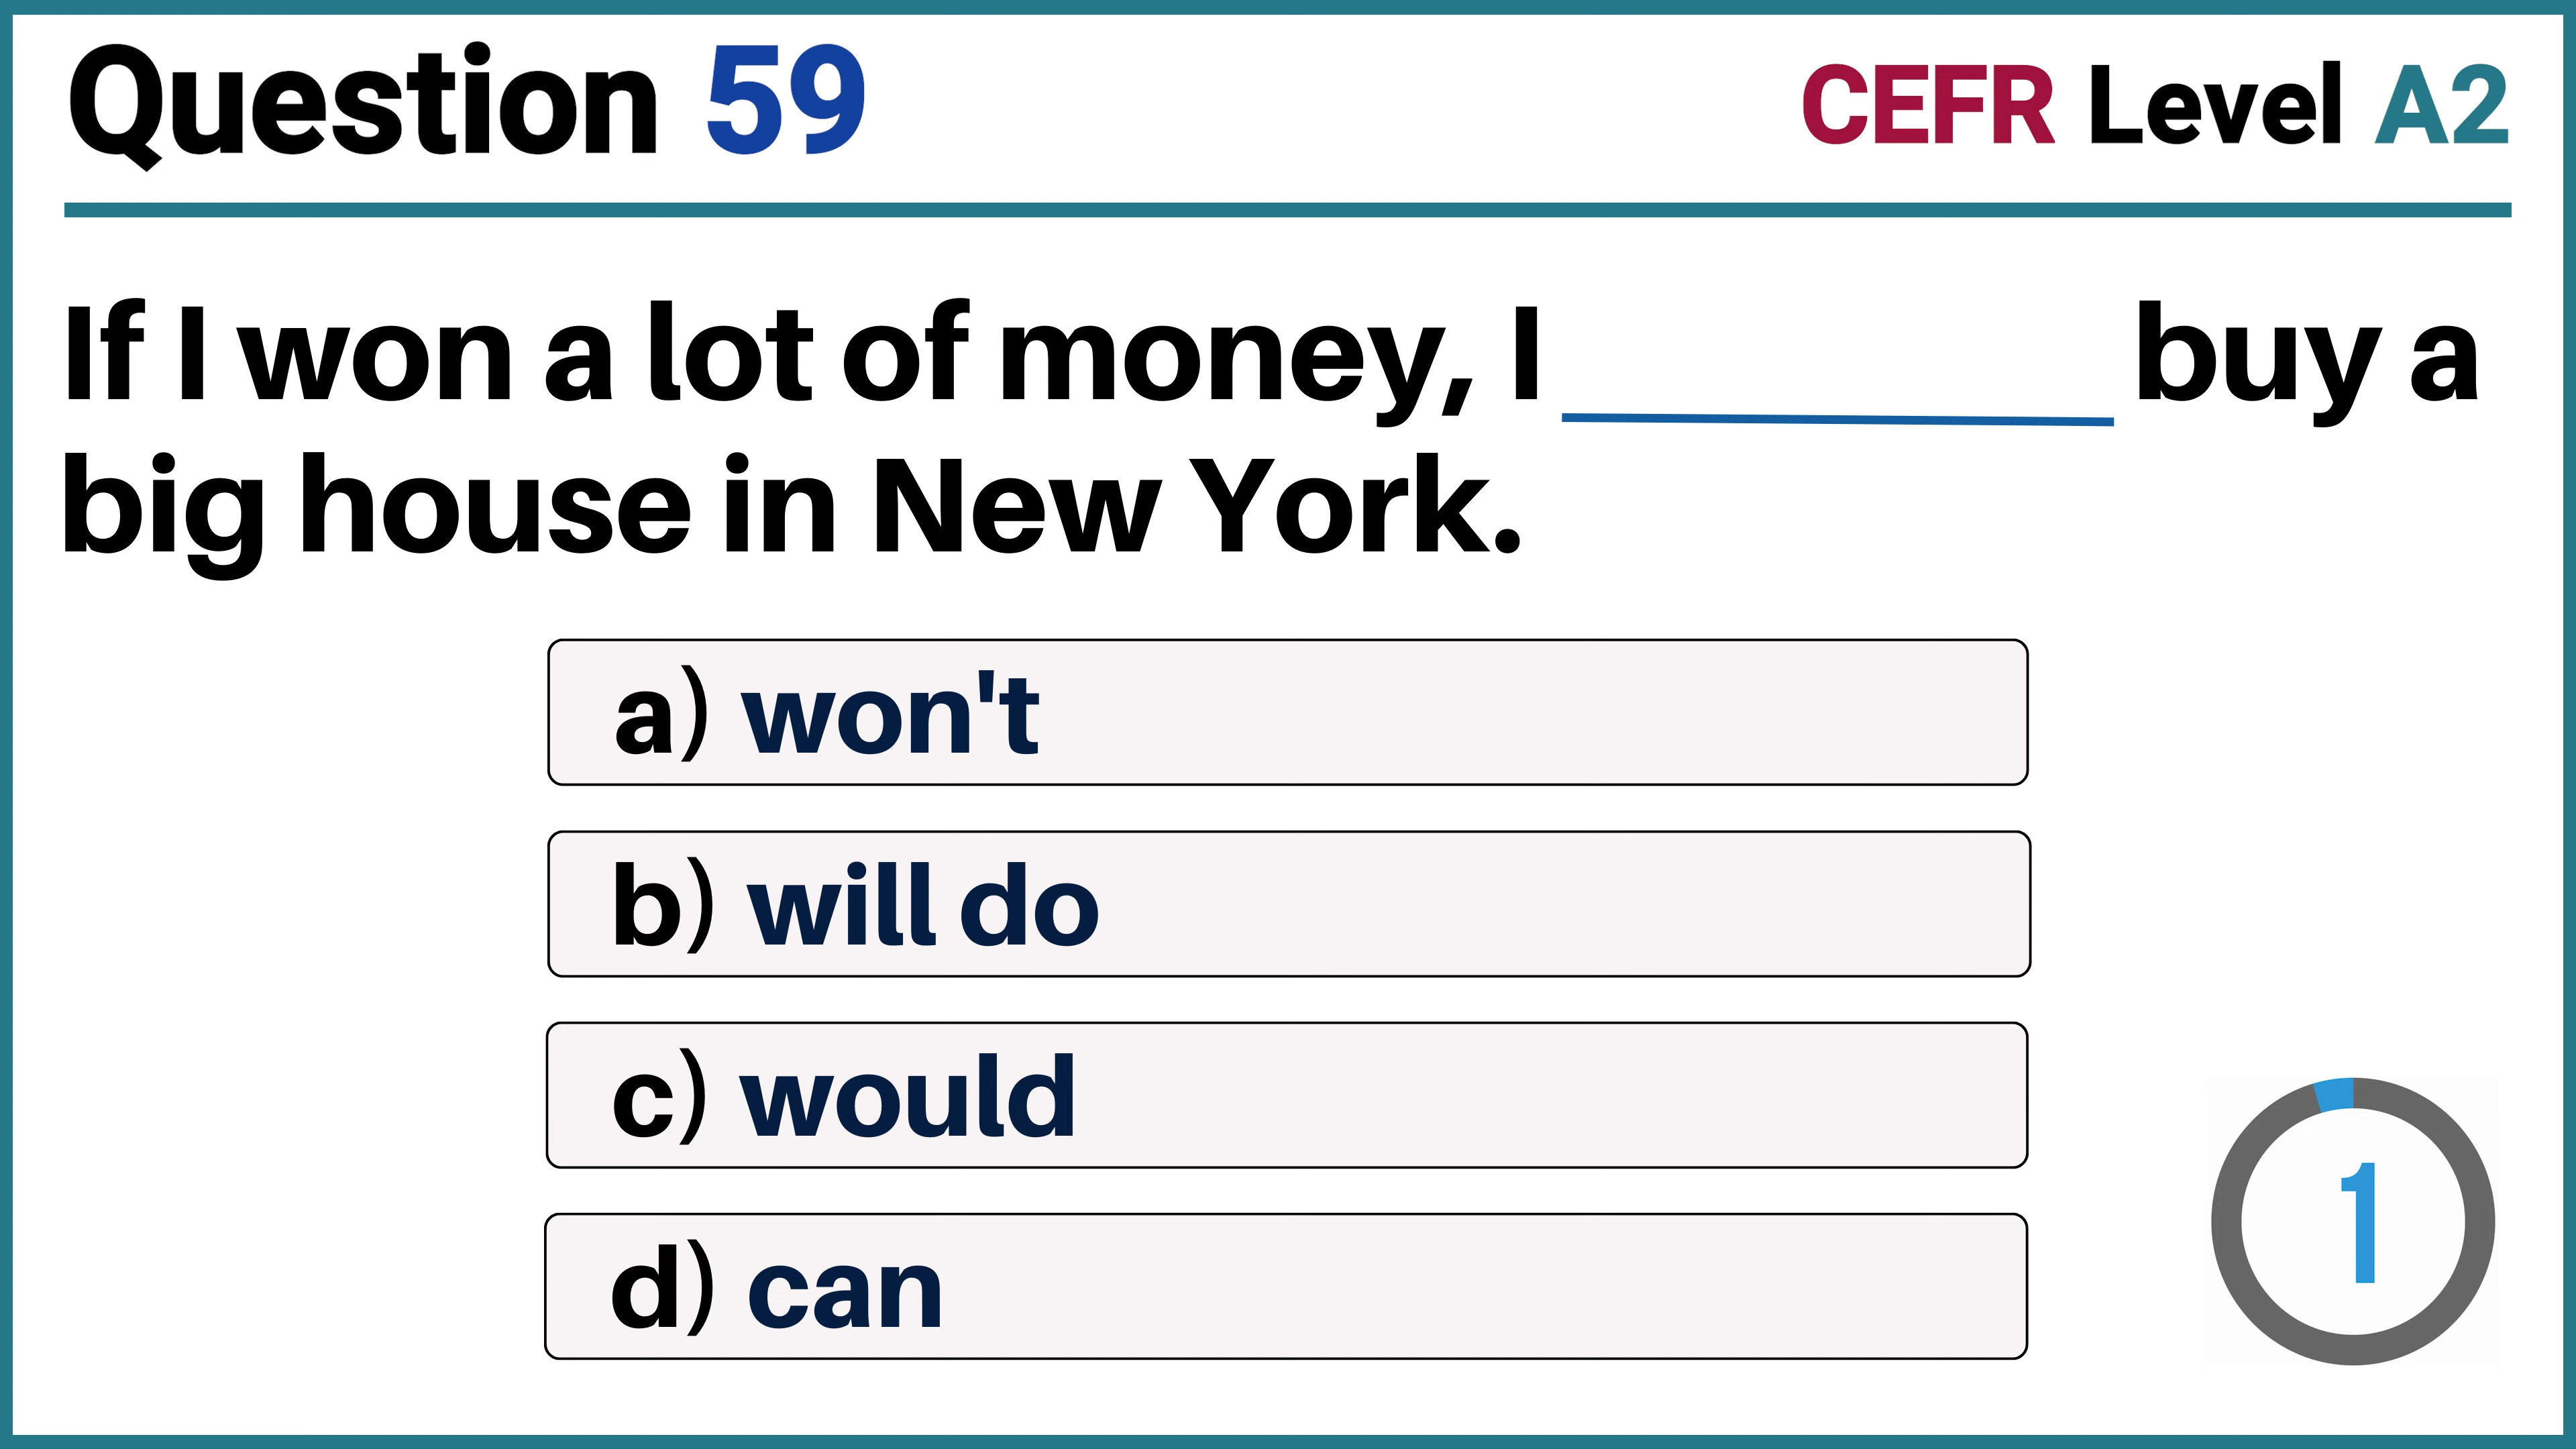 Question 59
CEFR Level A2
If I won a lot of money, I ________ buy a
big house in New York.
a) won't
b) will do
c) would
d) can
1